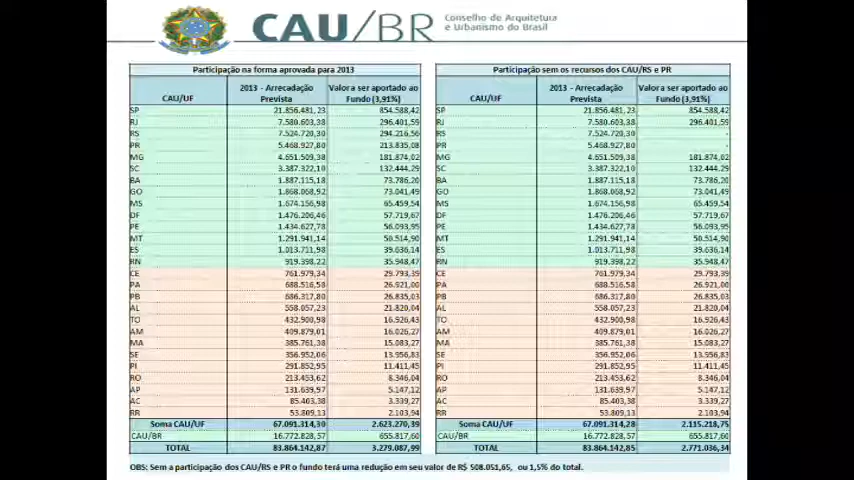 CAU/BR Conselho de Arquitetura
e Urbanismo do Brasil
Participação na forma aprovada para 2013
CAU/UF 2013 - Arrecadação Prevista Valor a ser aportado ao Fundo (3,91%)
SP 21.856.481,23 854.588,42
RJ 7.580.603,38 296.401,59
RS 7.524.720,30 294.216,56
PR 5.468.927,80 213.835,08
MG 4.651.509,38 181.874,02
SC 3.387.322,10 132.444,29
BA 1.887.115,18 73.786,20
GO 1.868.068,92 73.041,49
MS 1.674.156,98 65.459,54
DF 1.476.206,46 57.719,67
PE 1.434.627,78 56.093,95
MT 1.291.941,14 50.514,90
ES 1.013.711,98 39.636,14
RN 919.398,22 35.948,47
CE 761.979,34 29.793,39
PA 688.516,58 26.921,00
PB 686.317,80 26.835,03
AL 558.057,23 21.820,04
TO 432.900,98 16.926,43
AM 409.879,01 16.026,27
MA 385.761,38 15.083,27
SE 356.952,06 13.956,83
PI 291.852,95 11.411,45
RO 213.453,62 8.346,04
AP 131.639,97 5.147,12
AC 85.403,38 3.339,27
RR 53.809,13 2.103,94
Soma CAU/UF 67.091.314,30 2.623.270,39
CAU/BR 16.772.828,57 655.817,60
TOTAL 83.864.142,87 3.279.087,99
Participação sem os recursos dos CAU/RS e PR
CAU/UF 2013 - Arrecadação Prevista Valor a ser aportado ao Fundo (3,91%)
SP 21.856.481,23 854.588,42
RJ 7.580.603,38 296.401,59
RS 7.524.720,30 -
PR 5.468.927,80 -
MG 4.651.509,38 181.874,02
SC 3.387.322,10 132.444,29
BA 1.887.115,18 73.786,20
GO 1.868.068,92 73.041,49
MS 1.674.156,98 65.459,54
DF 1.476.206,46 57.719,67
PE 1.434.627,78 56.093,95
MT 1.291.941,14 50.514,90
ES 1.013.711,98 39.636,14
RN 919.398,22 35.948,47
CE 761.979,34 29.793,39
PA 688.516,58 26.921,00
PB 686.317,80 26.835,03
AL 558.057,23 21.820,04
TO 432.900,98 16.926,43
AM 409.879,01 16.026,27
MA 385.761,38 15.083,27
SE 356.952,06 13.956,83
PI 291.852,95 11.411,45
RO 213.453,62 8.346,04
AP 131.639,97 5.147,12
AC 85.403,38 3.339,27
RR 53.809,13 2.103,94
Soma CAU/UF 67.091.314,28 2.115.218,75
CAU/BR 16.772.828,57 655.817,60
TOTAL 83.864.142,85 2.771.036,34
OBS: Sem a participação dos CAU/RS e PR o fundo terá uma redução em seu valor de R$ 508.051,65, ou 1,5% do total.